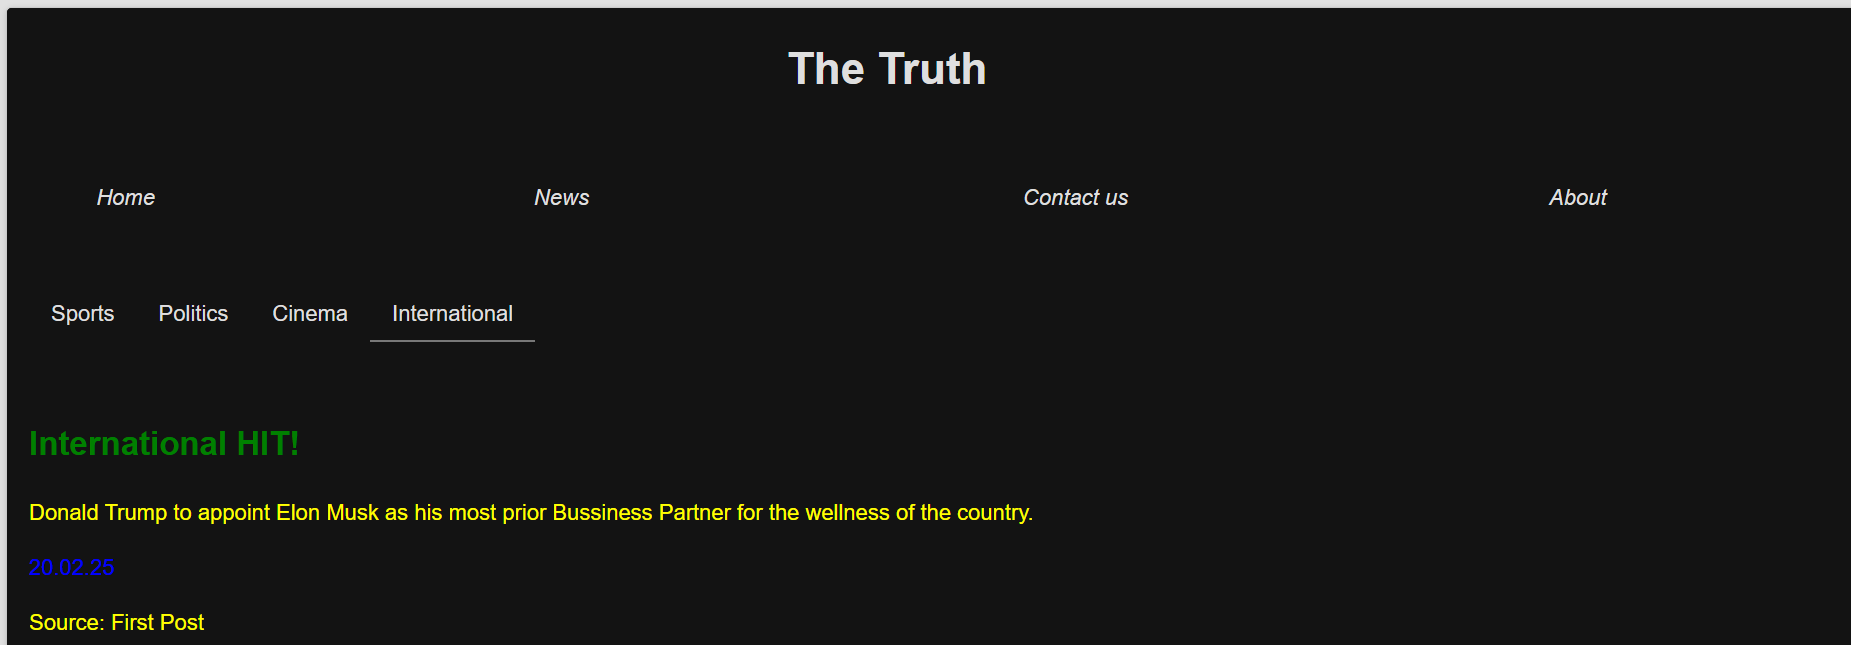 The Truth
Home News Contact us About
Sports Politics Cinema International
International HIT!
Donald Trump to appoint Elon Musk as his most prior Bussiness Partner for the wellness of the country.
20.02.25
Source: First Post